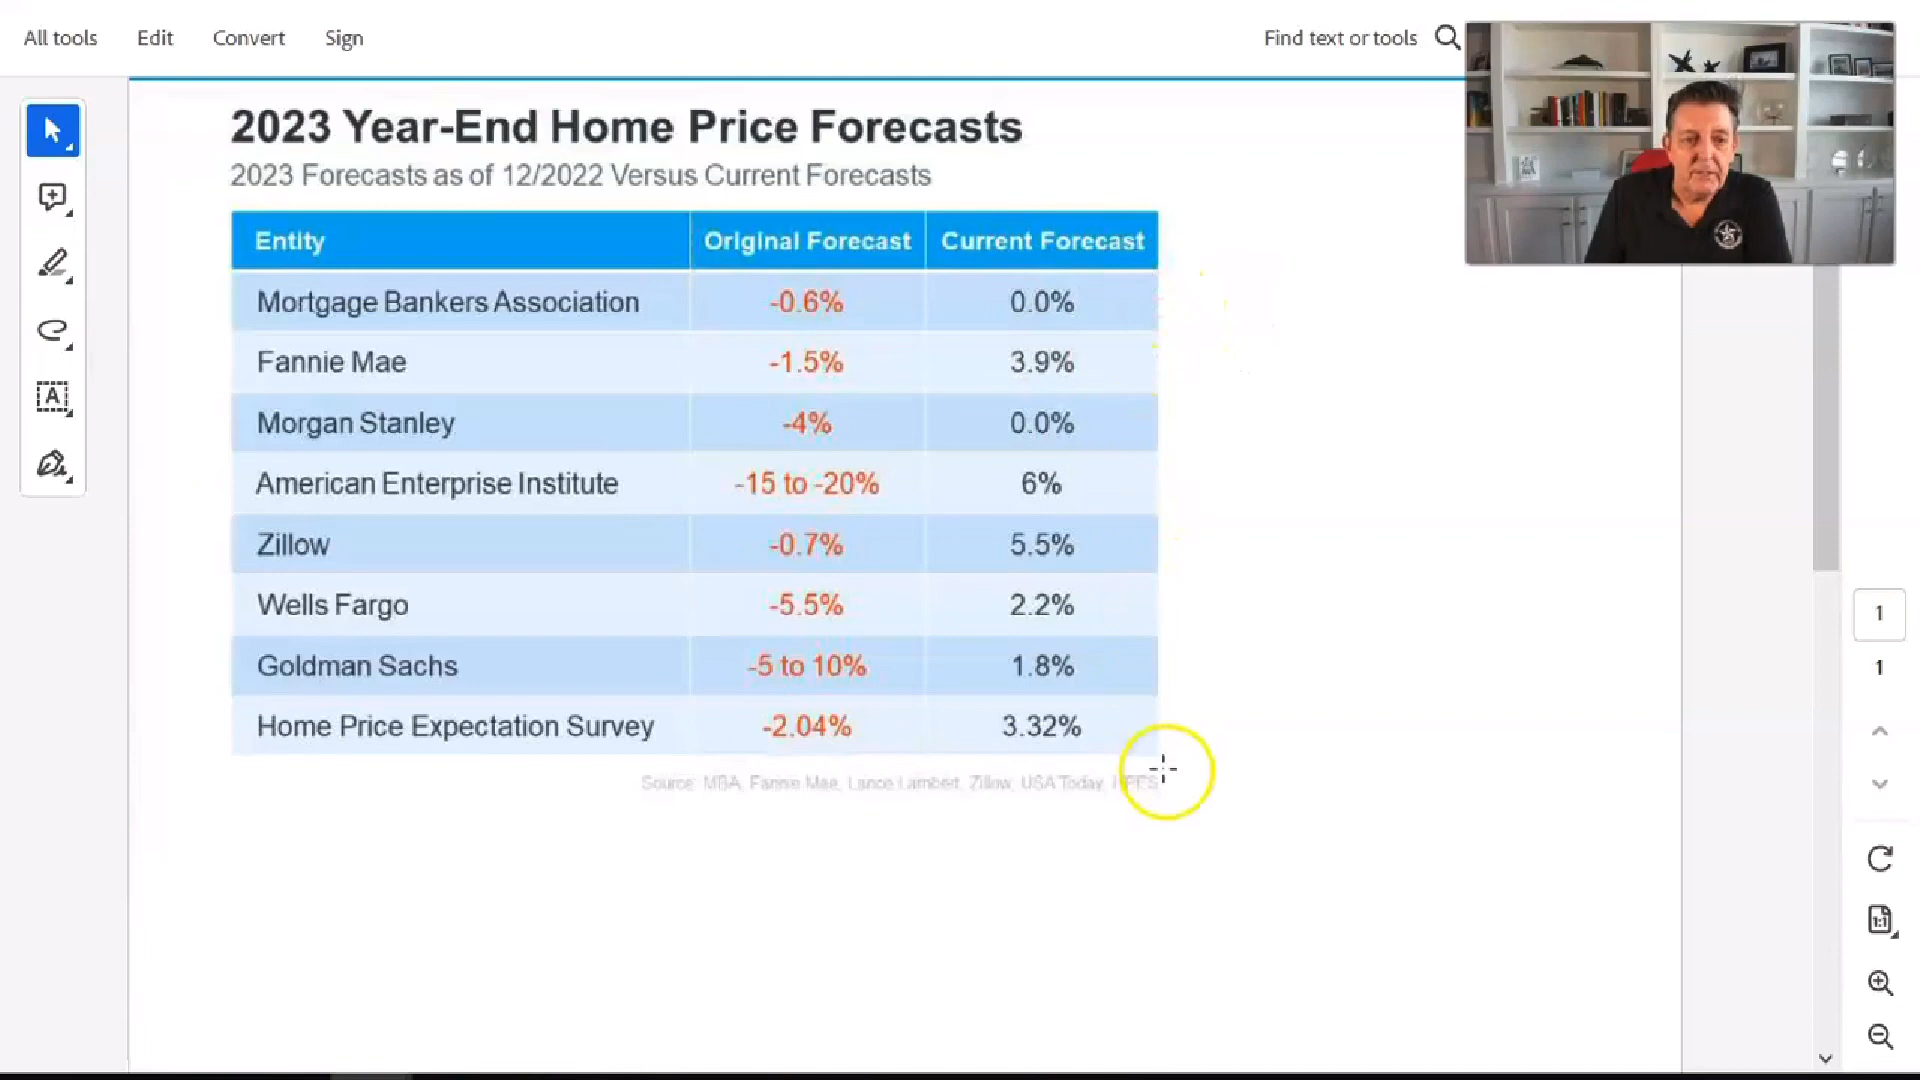 All tools Edit Convert Sign Find text or tools
2023 Year-End Home Price Forecasts
2023 Forecasts as of 12/2022 Versus Current Forecasts
Entity Original Forecast Current Forecast
Mortgage Bankers Association -0.6% 0.0%
Fannie Mae -1.5% 3.9%
Morgan Stanley -4% 0.0%
American Enterprise Institute -15 to -20% 6%
Zillow -0.7% 5.5%
Wells Fargo -5.5% 2.2%
Goldman Sachs -5 to 10% 1.8%
Home Price Expectation Survey -2.04% 3.32%
Source: MBA, Fannie Mae, Lance Lambert, Zillow, USA Today, HPES
A
1
1
1:1